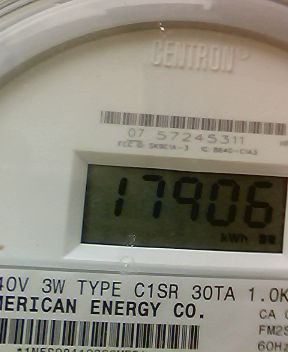 CENTRON®
07 57245311
17906
kWh
40V 3W TYPE C1SR 30TA 1.0K
MERICAN ENERGY CO.
CA
FM2S
60Hz